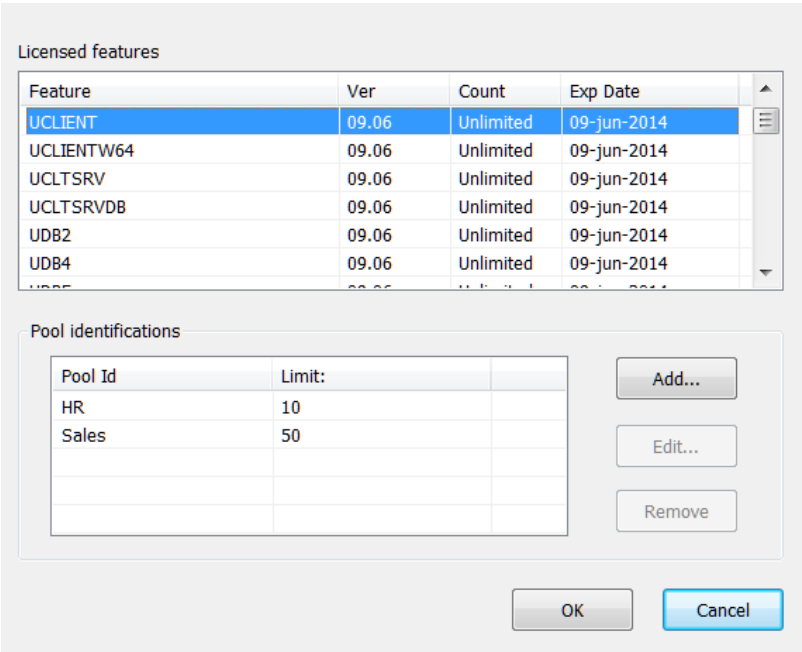 Licensed features
Feature Ver Count Exp Date
UCLIENT 09.06 Unlimited 09-jun-2014
UCLIENTW64 09.06 Unlimited 09-jun-2014
UCLTSRV 09.06 Unlimited 09-jun-2014
UCLTSRVDB 09.06 Unlimited 09-jun-2014
UDB2 09.06 Unlimited 09-jun-2014
UDB4 09.06 Unlimited 09-jun-2014
Pool identifications
Pool Id Limit:
HR 10
Sales 50
Add...
Edit...
Remove
OK Cancel